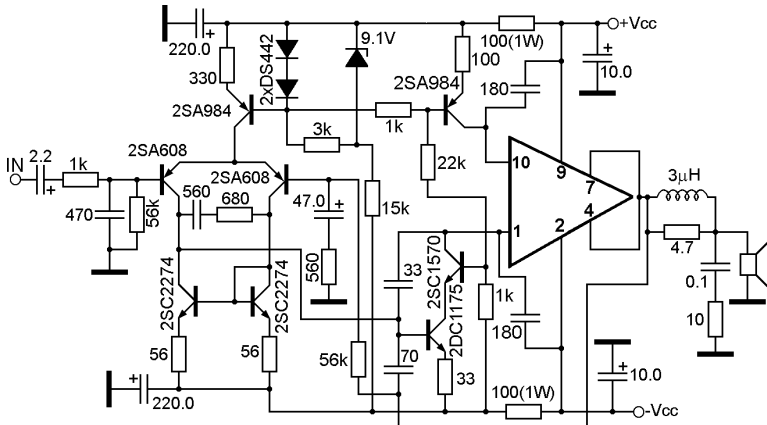 220.0
9.1V
100(1W)
+Vcc
10.0
330
2xDS442
100
2SA984
2SA984
180
3k
1k
IN
2.2
1k
2SA608
2SA608
22k
10
9
7
3µH
470
56k
560
680
47.0
15k
4
2
1
4.7
560
33
2SC1570
2DC1175
1k
0.1
2SC2274
2SC2274
180
10
56
56
56k
70
33
220.0
100(1W)
10.0
-Vcc